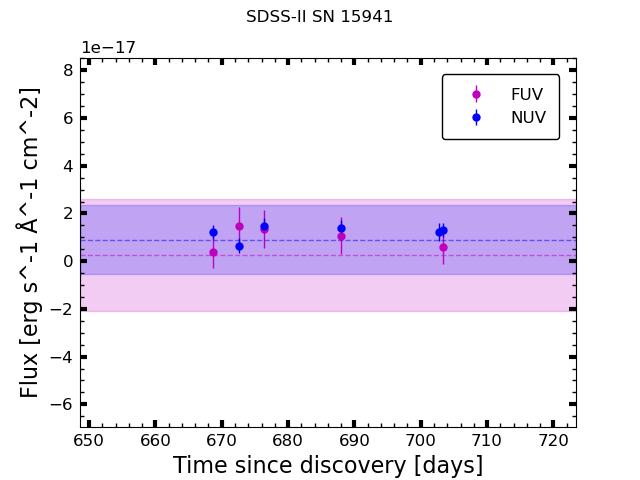 SDSS-II SN 15941
1e−17
FUV
NUV
8
6
4
2
0
−2
−4
−6
Flux [erg s^-1 Å^-1 cm^-2]
650 660 670 680 690 700 710 720
Time since discovery [days]